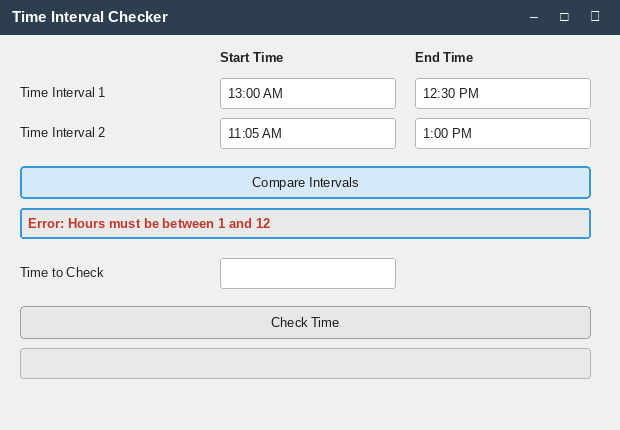 Time Interval Checker
Start Time End Time
Time Interval 1 13:00 AM 12:30 PM
Time Interval 2 11:05 AM 1:00 PM
Compare Intervals
Error: Hours must be between 1 and 12
Time to Check
Check Time